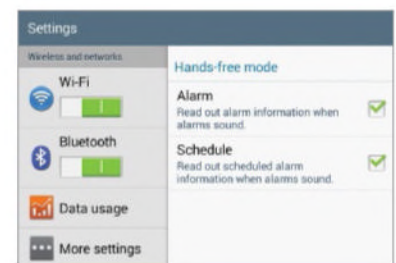 Settings
Wireless and networks
Wi-Fi
Bluetooth
Data usage
More settings
Hands-free mode
Alarm
Read out alarm information when
alarms sound.
Schedule
Read out scheduled alarm
information when alarms sound.